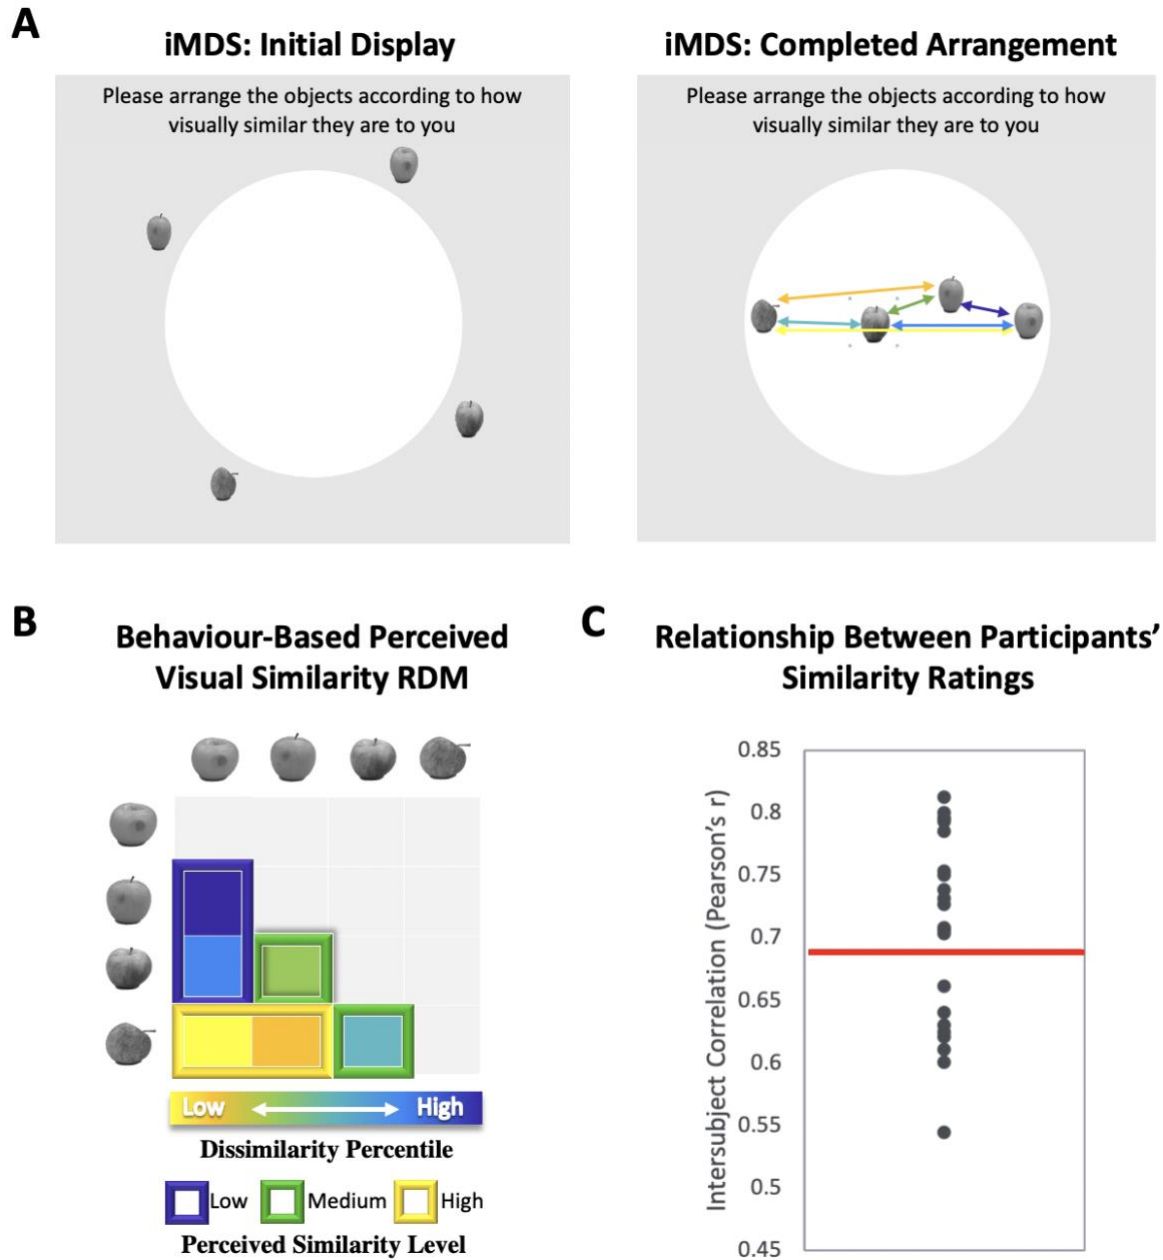 A
iMDS: Initial Display
iMDS: Completed Arrangement
Please arrange the objects according to how
visually similar they are to you
Please arrange the objects according to how
visually similar they are to you
B
Behaviour-Based Perceived
Visual Similarity RDM
Low
High
Dissimilarity Percentile
Low
Medium
High
Perceived Similarity Level
C
Relationship Between Participants’
Similarity Ratings
Intersubject Correlation (Pearson’s r)
0.85
0.8
0.75
0.7
0.65
0.6
0.55
0.5
0.45